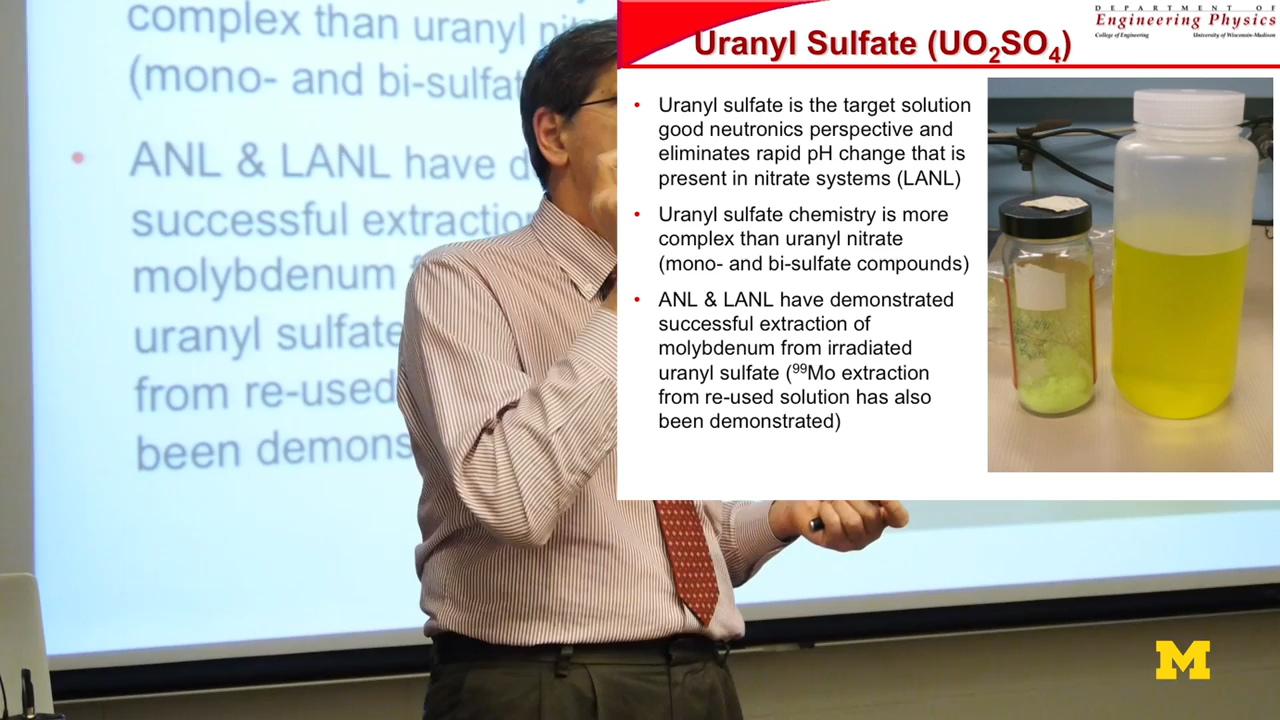 complex than uranyl
(mono- and bi-sulfat
• ANL & LANL have d
successful extraction
molybdenum
uranyl sulfate
from re-used
been demons
DEPARTMENT OF
Engineering Physics
College of Engineering University of Wisconsin-Madison
Uranyl Sulfate (UO₂SO₄)
• Uranyl sulfate is the target solution
good neutronics perspective and
eliminates rapid pH change that is
present in nitrate systems (LANL)
• Uranyl sulfate chemistry is more
complex than uranyl nitrate
(mono- and bi-sulfate compounds)
• ANL & LANL have demonstrated
successful extraction of
molybdenum from irradiated
uranyl sulfate (⁹⁹Mo extraction
from re-used solution has also
been demonstrated)
M